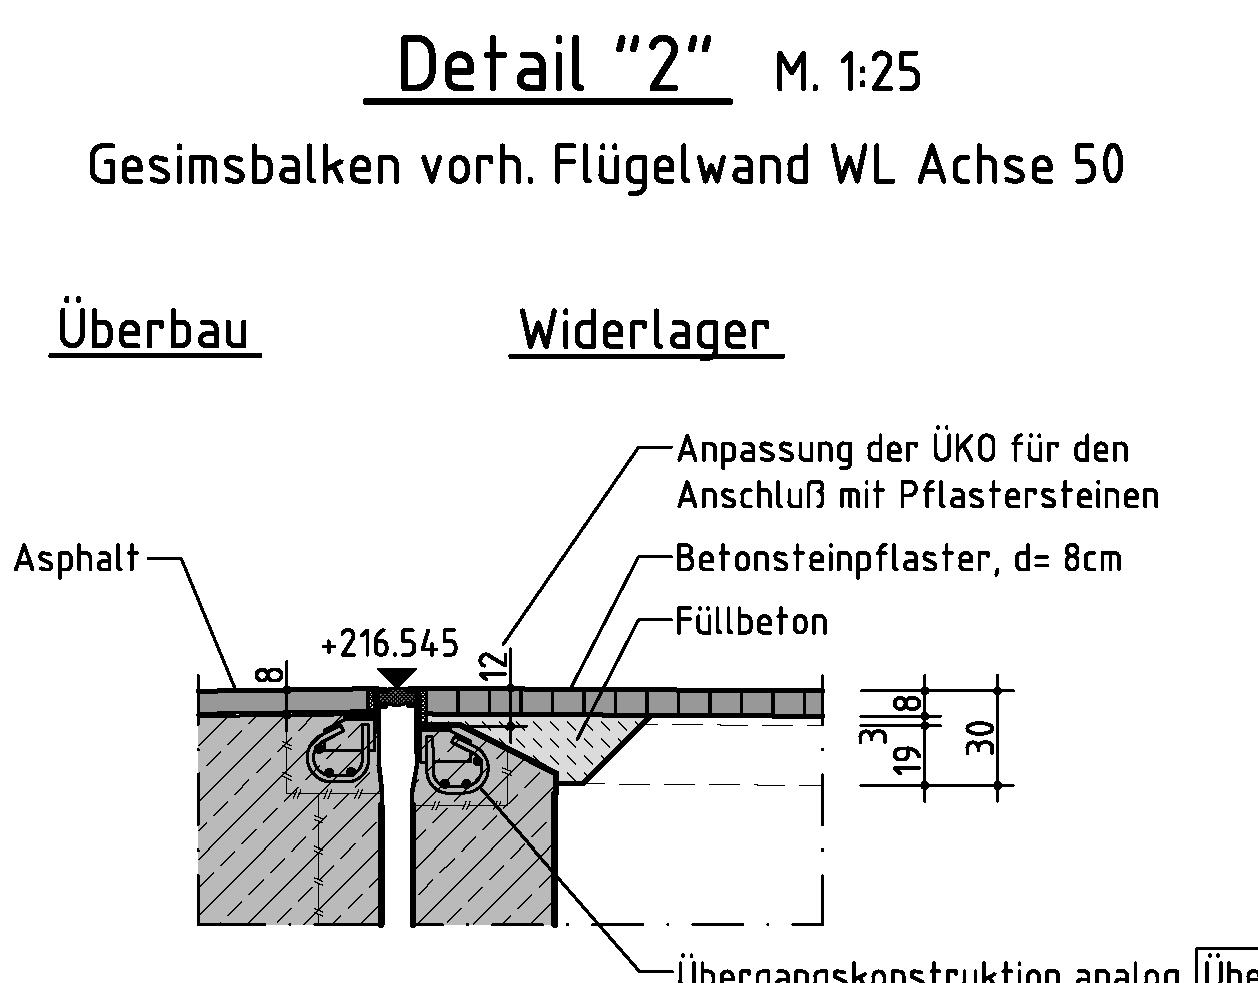 Detail "2" M. 1:25
Gesimsbalken vorh. Flügelwand WL Achse 50
Überbau
Widerlager
Anpassung der ÜKO für den
Anschluß mit Pflastersteinen
Asphalt
Betonsteinpflaster, d= 8cm
Füllbeton
+216.545
8
12
8
3
19
30
Übergangskonstruktion analog